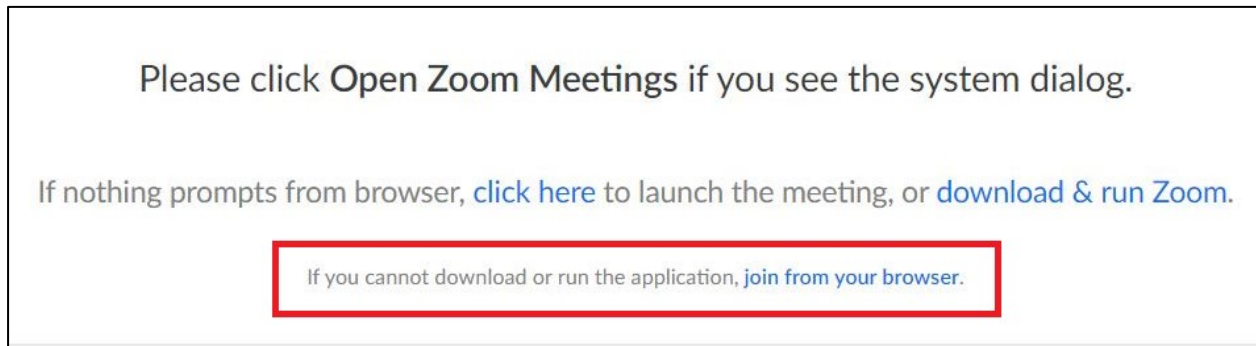 Please click Open Zoom Meetings if you see the system dialog.
If nothing prompts from browser, click here to launch the meeting, or download & run Zoom.
If you cannot download or run the application, join from your browser.